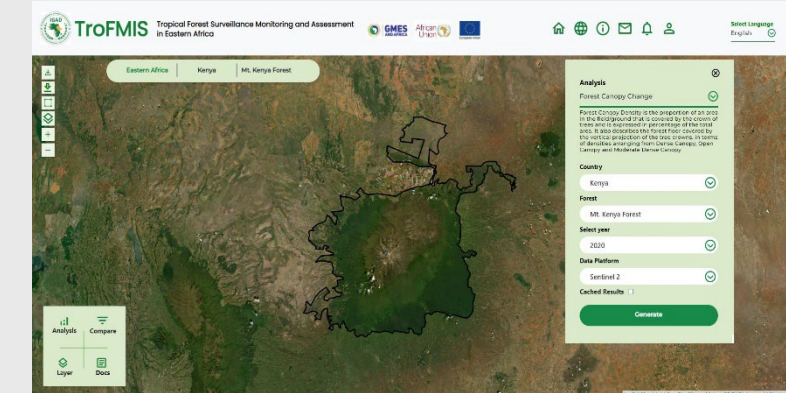 IGAD
TroFMIS
Tropical Forest Surveillance Monitoring and Assessment
in Eastern Africa
GMES
AND AFRICA
African
Union
Select Language
English
Eastern Africa
Kenya
Mt. Kenya Forest
Analysis
Forest Canopy Change
Forest Canopy Density is the proportion of an area
in the field/ground that is covered by the crown of
trees and is expressed in percentage of the total
area. It also describes the forest floor covered by
the vertical projection of the tree crowns, in terms
of densities arranging from Dense Canopy, Open
Canopy and Moderate Dense Canopy
Country
Kenya
Forest
Mt. Kenya Forest
Select year
2020
Data Platform
Sentinel 2
Cached Results
Generate
+
−
Analysis
Compare
Layer
Docs